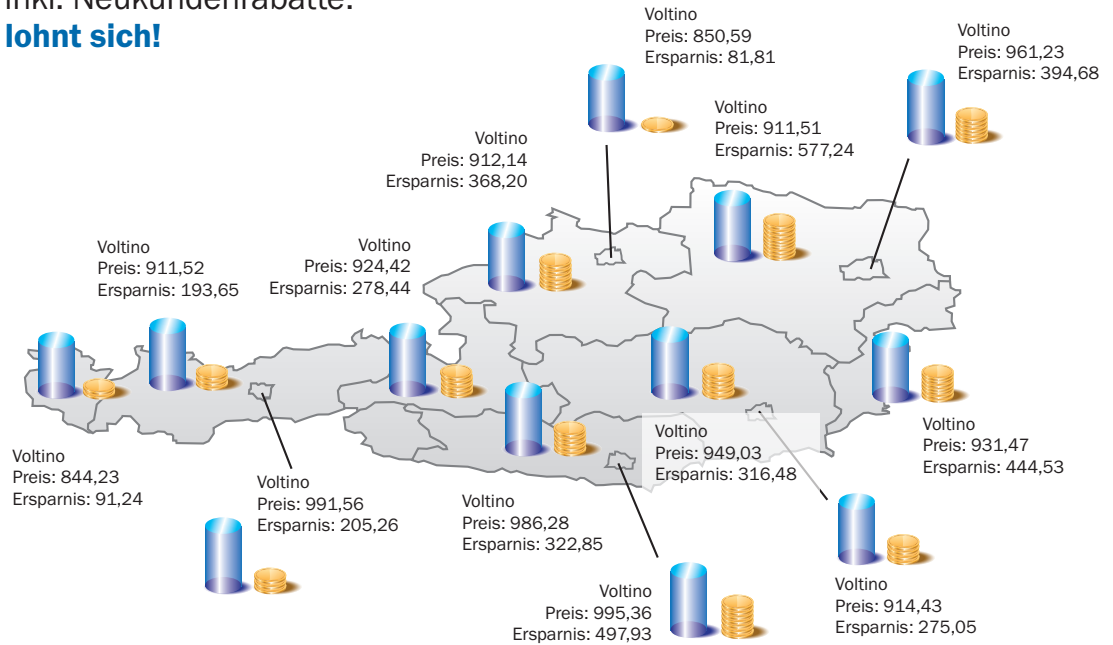 inkl. Neukundenrabatte.
lohnt sich!
Voltino
Preis: 850,59
Ersparnis: 81,81
Voltino
Preis: 961,23
Ersparnis: 394,68
Voltino
Preis: 911,51
Ersparnis: 577,24
Voltino
Preis: 912,14
Ersparnis: 368,20
Voltino
Preis: 924,42
Ersparnis: 278,44
Voltino
Preis: 911,52
Ersparnis: 193,65
Voltino
Preis: 844,23
Ersparnis: 91,24
Voltino
Preis: 991,56
Ersparnis: 205,26
Voltino
Preis: 986,28
Ersparnis: 322,85
Voltino
Preis: 949,03
Ersparnis: 316,48
Voltino
Preis: 931,47
Ersparnis: 444,53
Voltino
Preis: 995,36
Ersparnis: 497,93
Voltino
Preis: 914,43
Ersparnis: 275,05